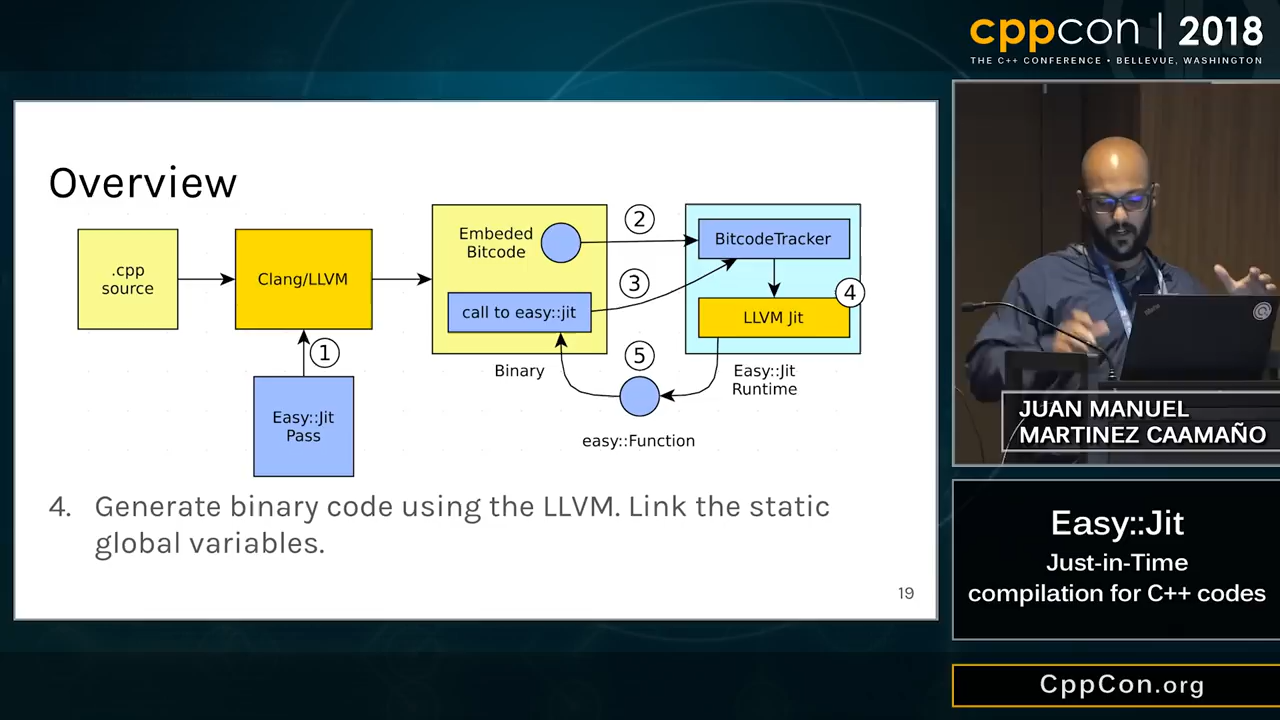 cppcon | 2018
THE C++ CONFERENCE • BELLEVUE, WASHINGTON
Overview
.cpp
source
Clang/LLVM
1
Easy::Jit
Pass
Embeded
Bitcode
call to easy::jit
Binary
2
3
BitcodeTracker
4
LLVM Jit
5
Easy::Jit
Runtime
easy::Function
4. Generate binary code using the LLVM. Link the static
global variables.
19
JUAN MANUEL
MARTINEZ CAAMAÑO
Easy::Jit
Just-in-Time
compilation for C++ codes
CppCon.org